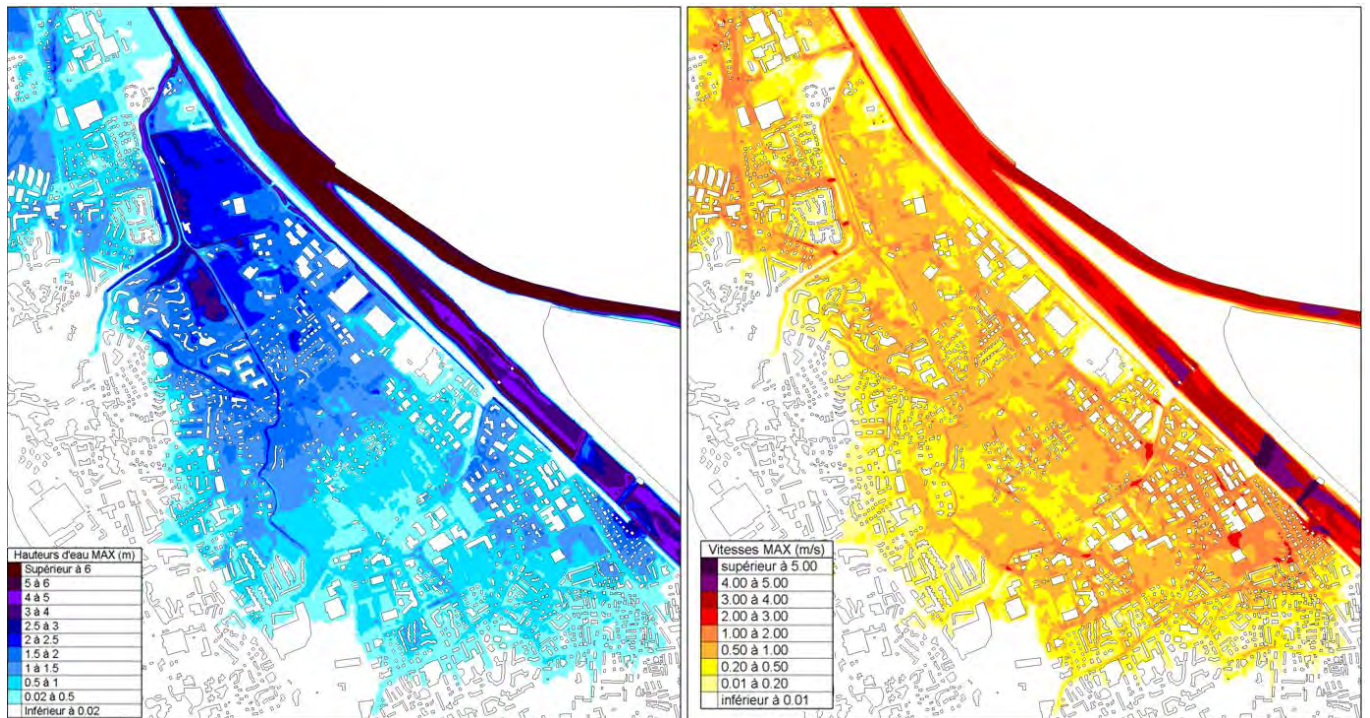 Hauteurs d'eau MAX (m)
Supérieur à 6
5 à 6
4 à 5
3 à 4
2.5 à 3
2 à 2.5
1.5 à 2
1 à 1.5
0.5 à 1
0.02 à 0.5
Inférieur à 0.02
Vitesses MAX (m/s)
supérieur à 5.00
4.00 à 5.00
3.00 à 4.00
2.00 à 3.00
1.00 à 2.00
0.50 à 1.00
0.20 à 0.50
0.01 à 0.20
inférieur à 0.01